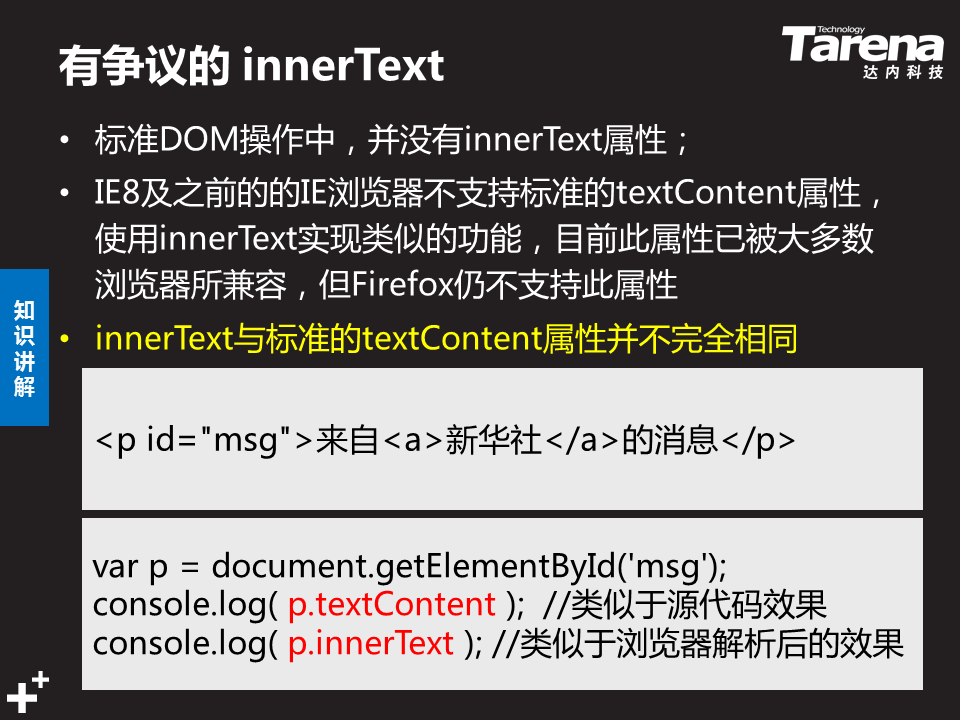 有争议的 innerText
Technology
Tarena
达内科技
• 标准DOM操作中，并没有innerText属性；
• IE8及之前的的IE浏览器不支持标准的textContent属性，
使用innerText实现类似的功能，目前此属性已被大多数
浏览器所兼容，但Firefox仍不支持此属性
知识讲解
• innerText与标准的textContent属性并不完全相同
<p id="msg">来自<a>新华社</a>的消息</p>
var p = document.getElementById('msg');
console.log( p.textContent ); //类似于源代码效果
console.log( p.innerText ); //类似于浏览器解析后的效果